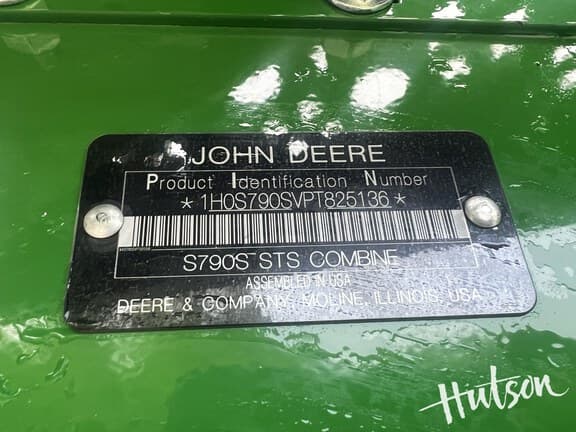 JOHN DEERE
Product Identification Number
* 1H0S790SVPT825136 *
S790S STS COMBINE
ASSEMBLED IN USA
DEERE & COMPANY, MOLINE, ILLINOIS, USA
Hutson